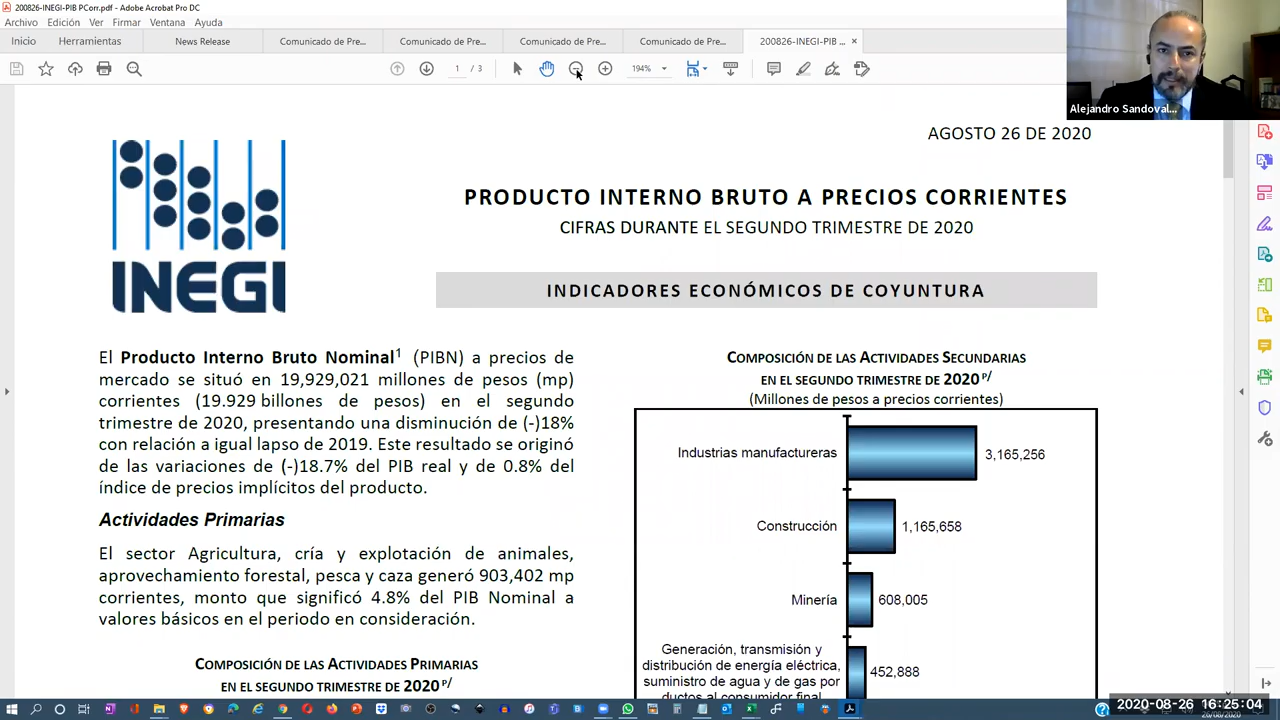 200826-INEGI-PIB PCorr.pdf - Adobe Acrobat Pro DC
Archivo Edición Ver Firmar Ventana Ayuda
Inicio Herramientas News Release Comunicado de Pre... Comunicado de Pre... Comunicado de Pre... Comunicado de Pre... 200826-INEGI-PIB ... ×
1 / 3 194%
Alejandro Sandoval...
AGOSTO 26 DE 2020
INEGI
PRODUCTO INTERNO BRUTO A PRECIOS CORRIENTES
CIFRAS DURANTE EL SEGUNDO TRIMESTRE DE 2020
INDICADORES ECONÓMICOS DE COYUNTURA
El Producto Interno Bruto Nominal1 (PIBN) a precios de
mercado se situó en 19,929,021 millones de pesos (mp)
corrientes (19.929 billones de pesos) en el segundo
trimestre de 2020, presentando una disminución de (-)18%
con relación a igual lapso de 2019. Este resultado se originó
de las variaciones de (-)18.7% del PIB real y de 0.8% del
índice de precios implícitos del producto.
Actividades Primarias
El sector Agricultura, cría y explotación de animales,
aprovechamiento forestal, pesca y caza generó 903,402 mp
corrientes, monto que significó 4.8% del PIB Nominal a
valores básicos en el periodo en consideración.
COMPOSICIÓN DE LAS ACTIVIDADES PRIMARIAS
EN EL SEGUNDO TRIMESTRE DE 2020 P/
COMPOSICIÓN DE LAS ACTIVIDADES SECUNDARIAS
EN EL SEGUNDO TRIMESTRE DE 2020 P/
(Millones de pesos a precios corrientes)
Industrias manufactureras 3,165,256
Construcción 1,165,658
Minería 608,005
Generación, transmisión y
distribución de energía eléctrica,
suministro de agua y de gas por
ductos al consumidor final
452,888
2020-08-26 16:25:04
26/08/2020